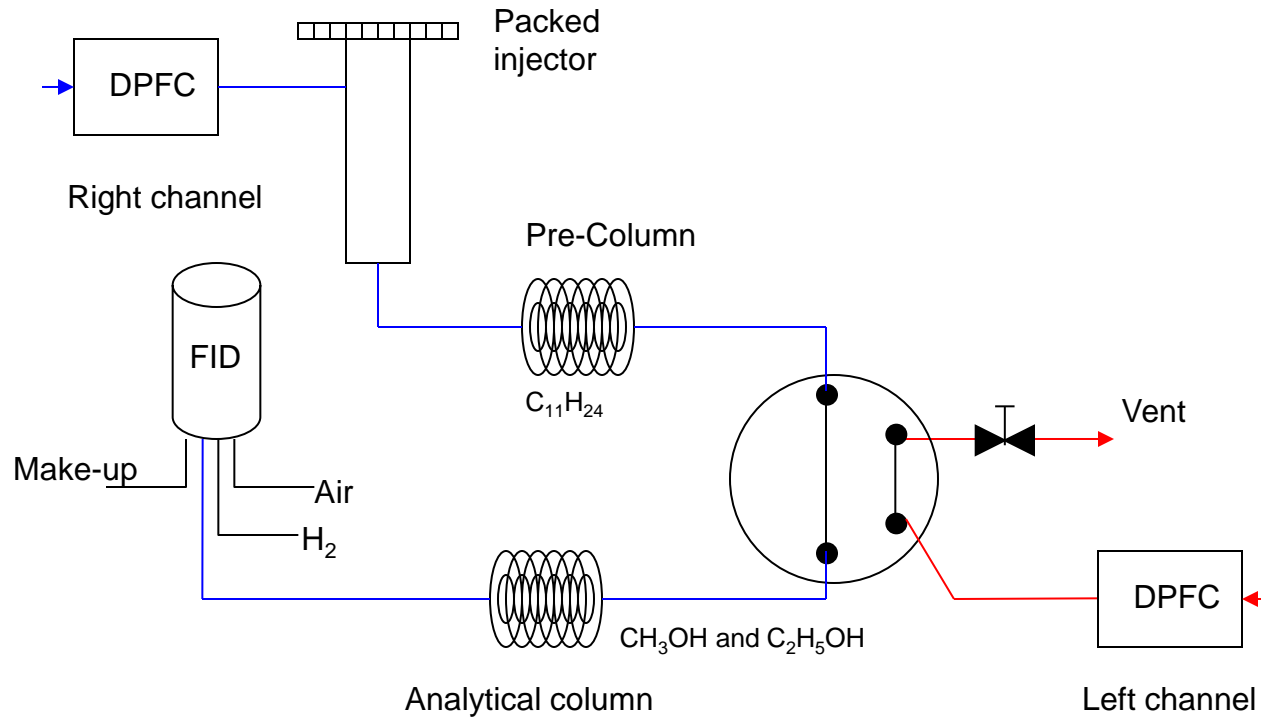 Packed
injector
DPFC
Right channel
Pre-Column
FID
C₁₁H₂₄
Vent
Make-up
Air
H₂
DPFC
CH₃OH and C₂H₅OH
Analytical column
Left channel